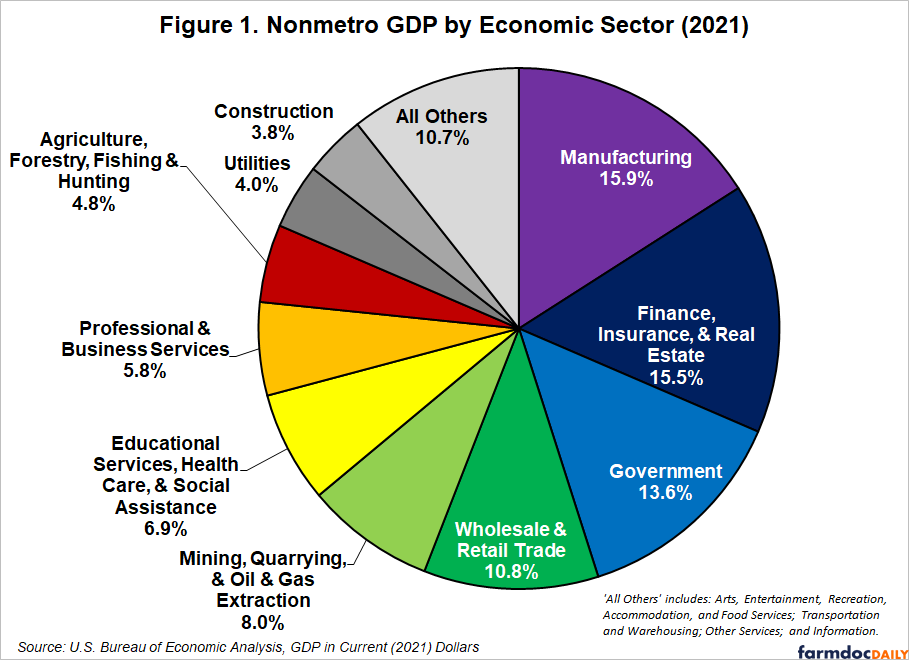 Figure 1. Nonmetro GDP by Economic Sector (2021)
All Others
10.7%
Manufacturing
15.9%
Finance,
Insurance, & Real
Estate
15.5%
Government
13.6%
Wholesale &
Retail Trade
10.8%
Mining, Quarrying,
& Oil & Gas
Extraction
8.0%
Educational
Services, Health
Care, & Social
Assistance
6.9%
Professional &
Business Services
5.8%
Agriculture,
Forestry, Fishing &
Hunting
4.8%
Utilities
4.0%
Construction
3.8%
'All Others' includes: Arts, Entertainment, Recreation,
Accommodation, and Food Services; Transportation
and Warehousing; Other Services; and Information.
Source: U.S. Bureau of Economic Analysis, GDP in Current (2021) Dollars
farmdocDAILY